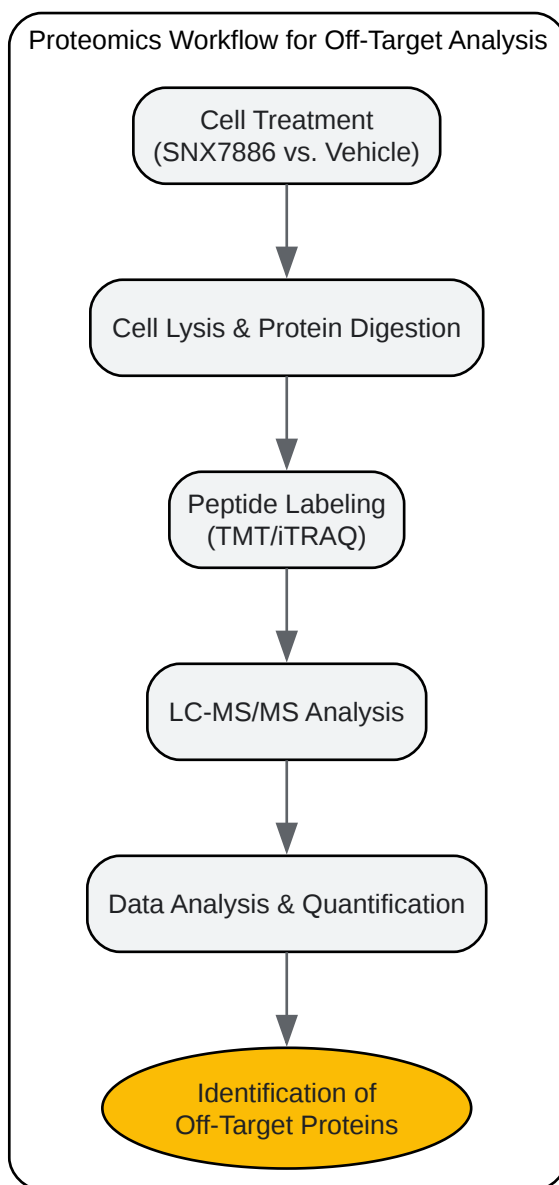 Proteomics Workflow for Off-Target Analysis
Cell Treatment
(SNX7886 vs. Vehicle)
Cell Lysis & Protein Digestion
Peptide Labeling
(TMT/iTRAQ)
LC-MS/MS Analysis
Data Analysis & Quantification
Identification of
Off-Target Proteins